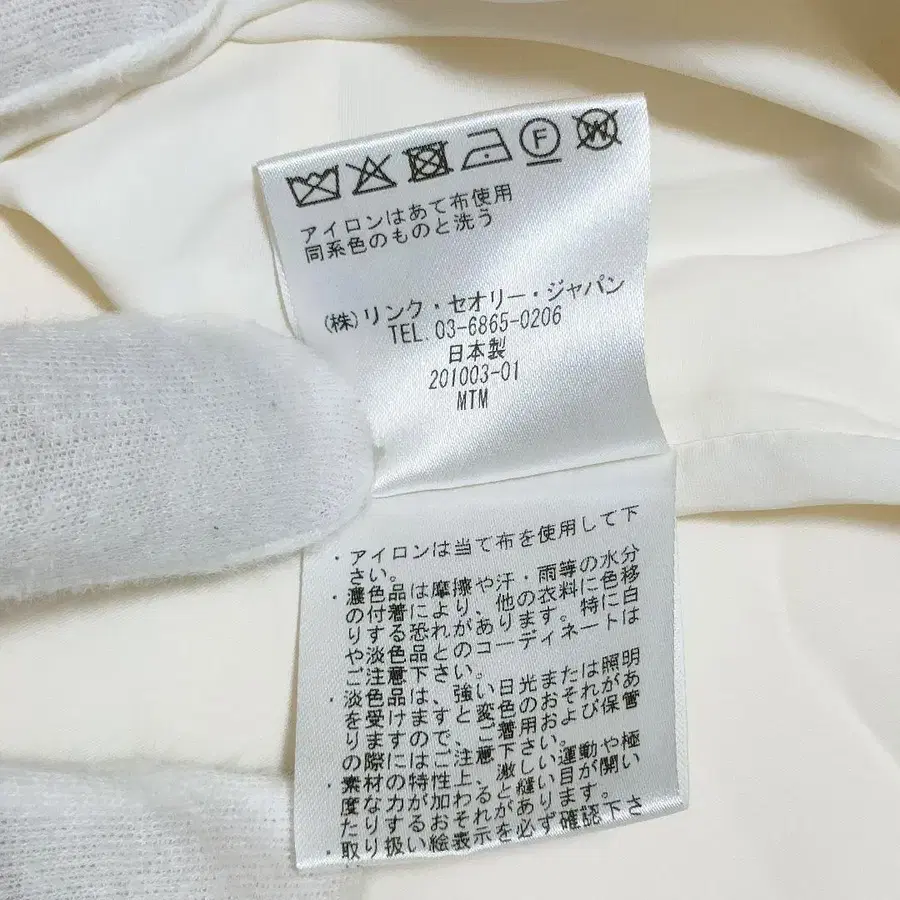 F
W
アイロンはあて布使用
同系色のものと洗う
(株)リンク・セオリー・ジャパン
TEL. 03-6865-0206
日本製
201003-01
MTM
・アイロンは当て布を使用して下
さい。
・濃色品は摩擦や汗・雨等の水分
の付着により、他の衣料に色移
りする恐れがあります。特に白
や淡色品とのコーディネートは
ご注意下さい。
・淡色品は、強い日光または照明
を受けますと変色のおそれがあ
りますので、ご着用および保管
の際にはご注意下さい。
・素材の特性上、激しい運動や極
度な力が加わると縫い目が開い
たりするおそれがあります。
・取り扱い絵表示を必ず確認下さ